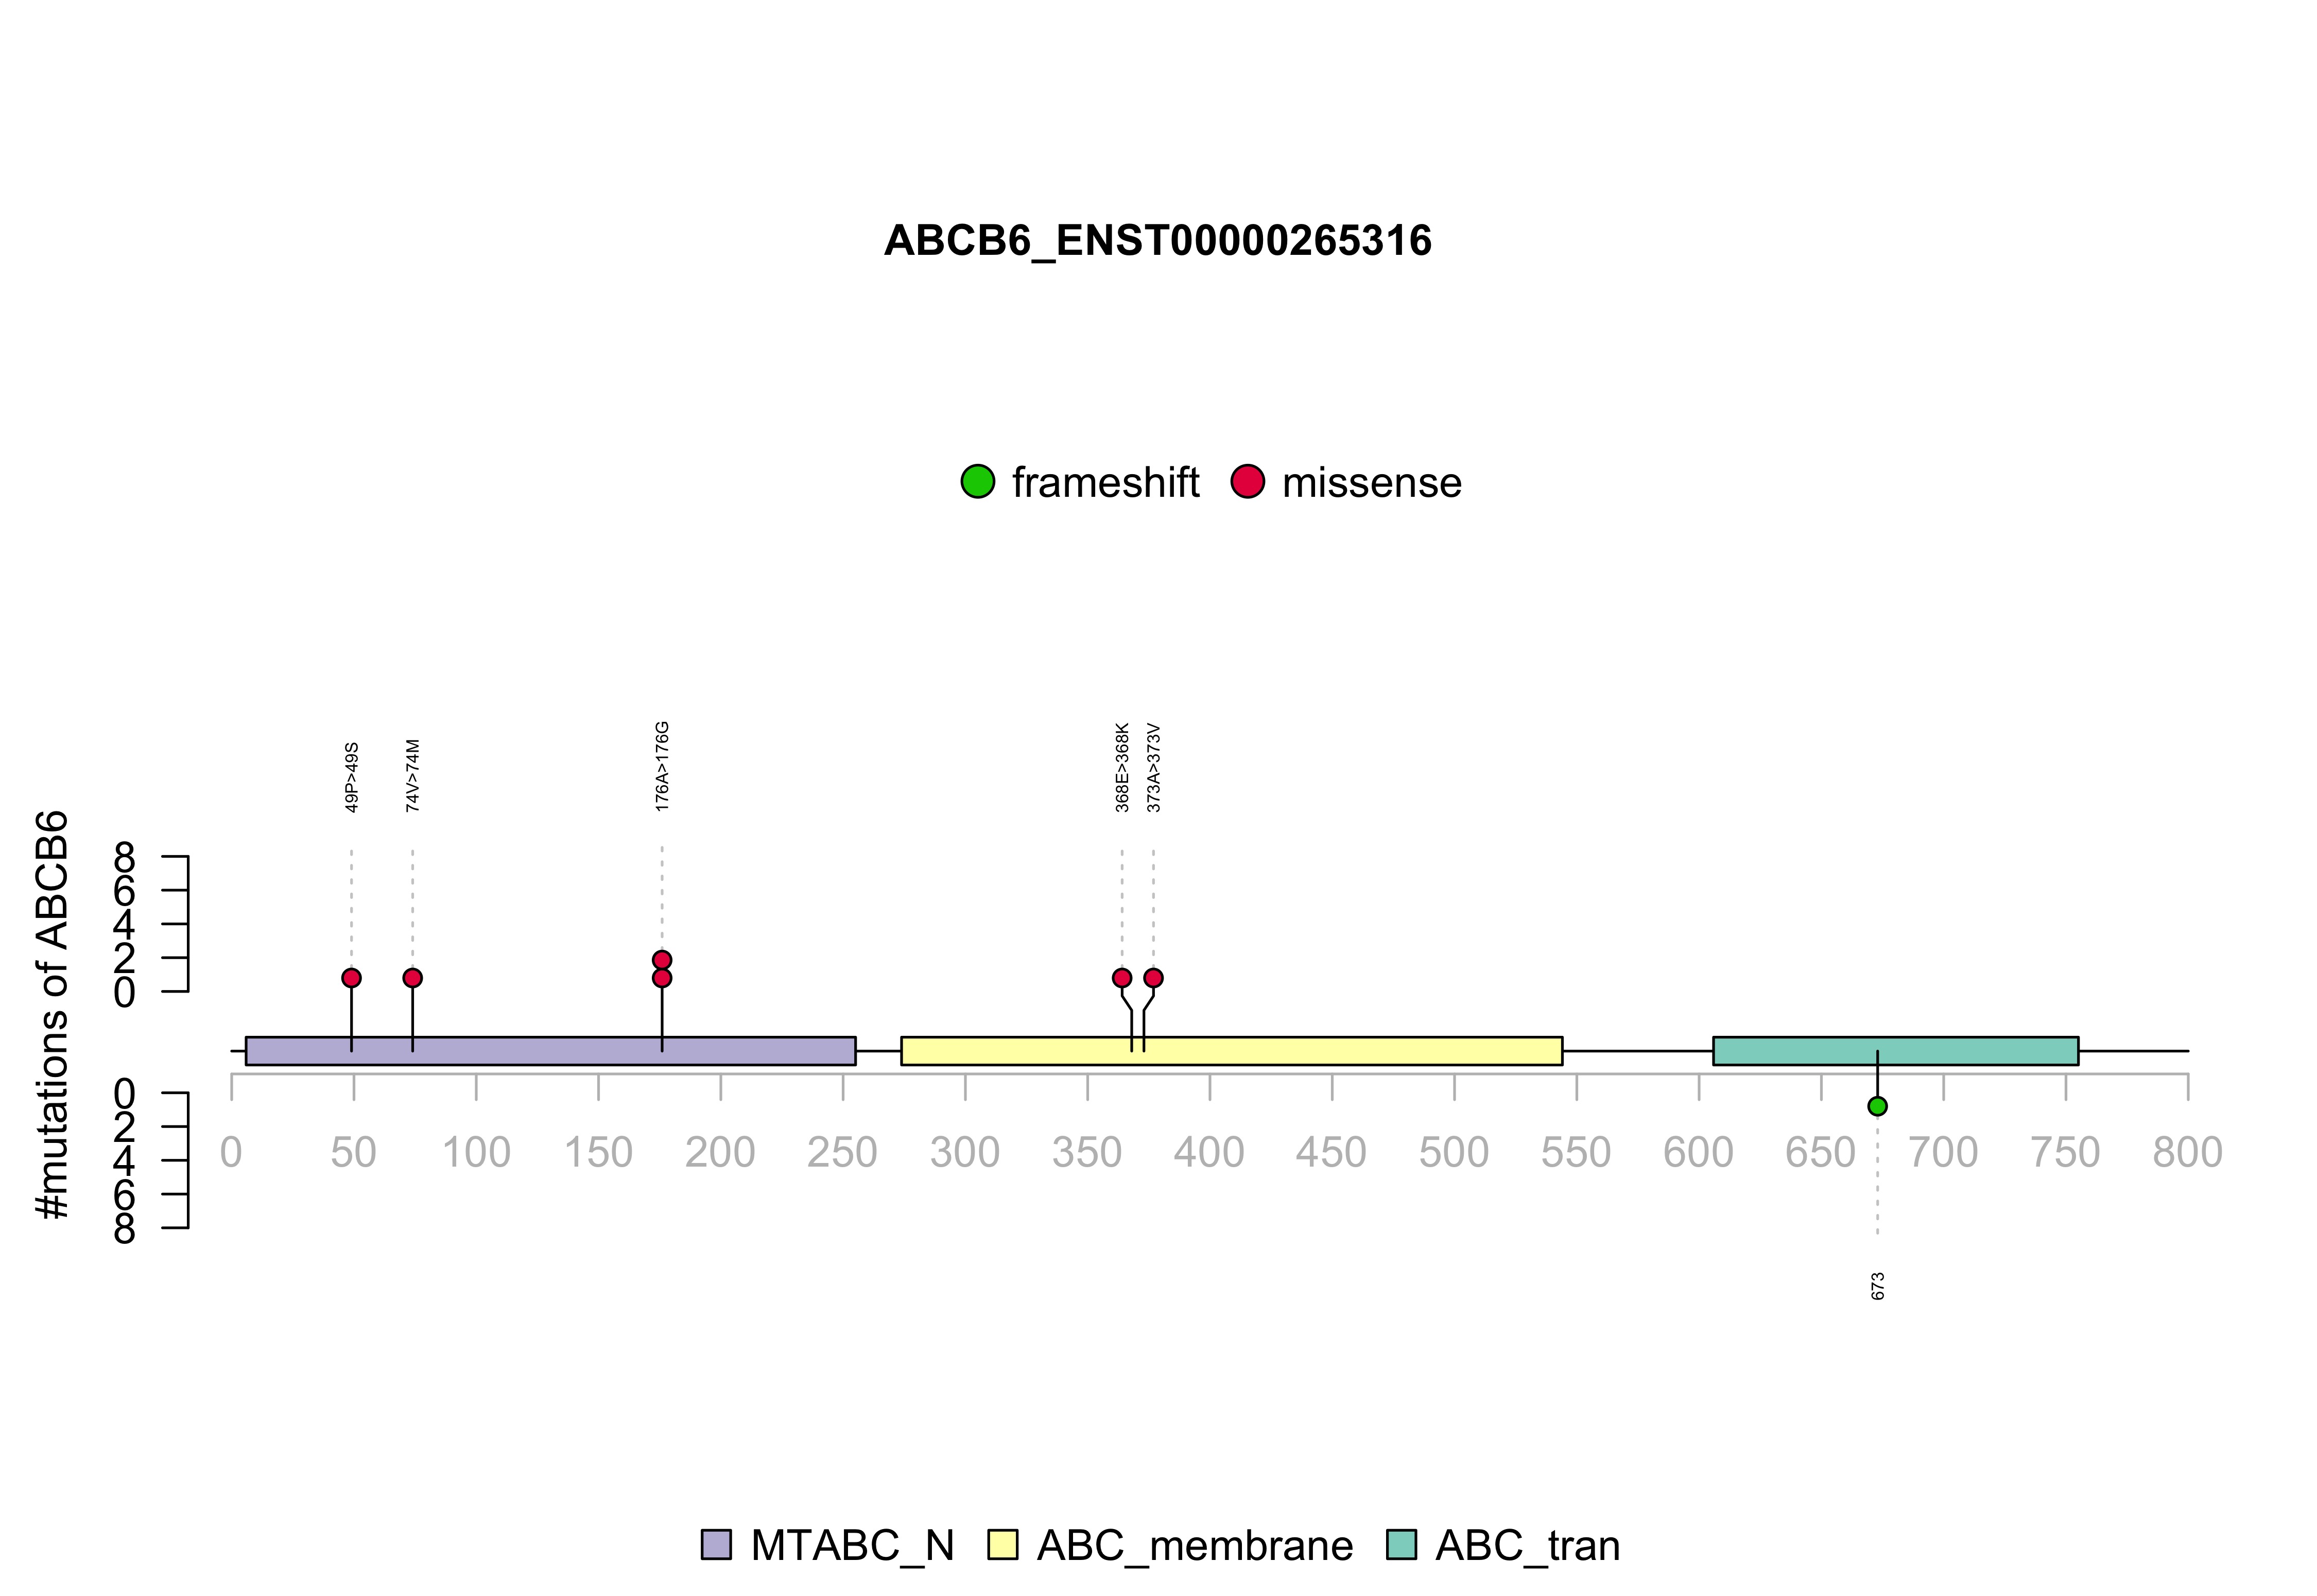 ABCB6_ENST00000265316
frameshift missense
49P>49S 74V>74M 176A>176G 368E>368K 373A>373V
#mutations of ABCB6
8
6
4
2
0
0
2
4
6
8
0 50 100 150 200 250 300 350 400 450 500 550 600 650 700 750 800
673
MTABC_N ABC_membrane ABC_tran